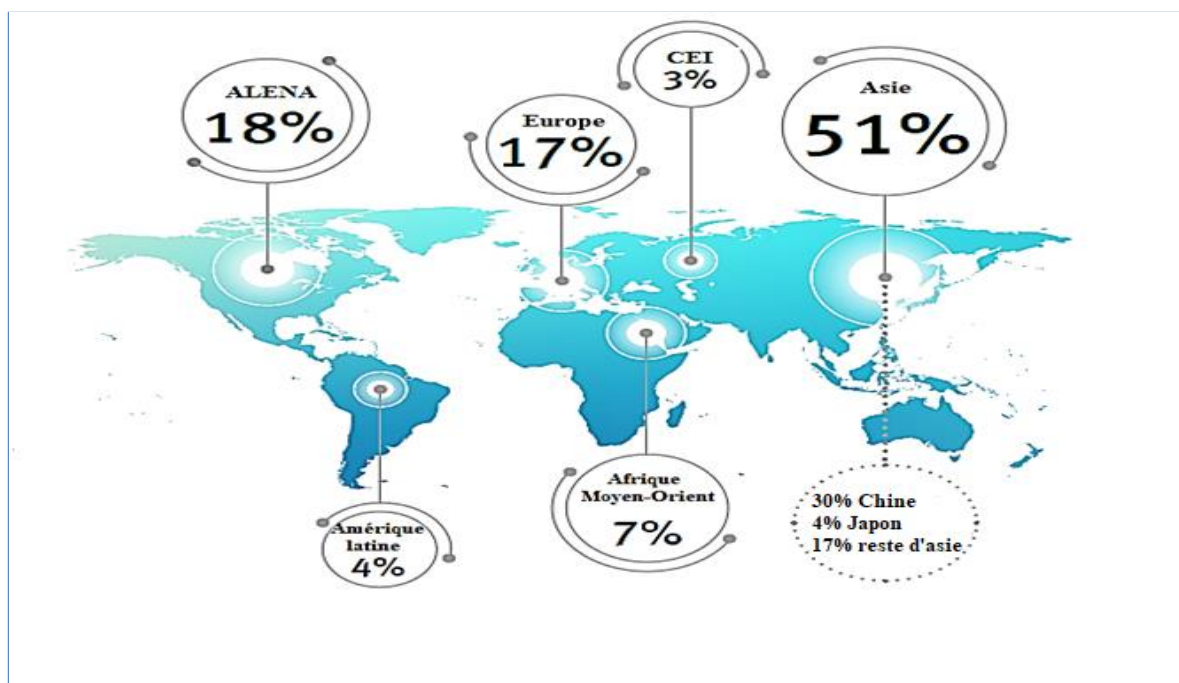 ALENA
18%
Europe
17%
CEI
3%
Asie
51%
Amérique
latine
4%
Afrique
Moyen-Orient
7%
30% Chine
4% Japon
17% reste d'asie